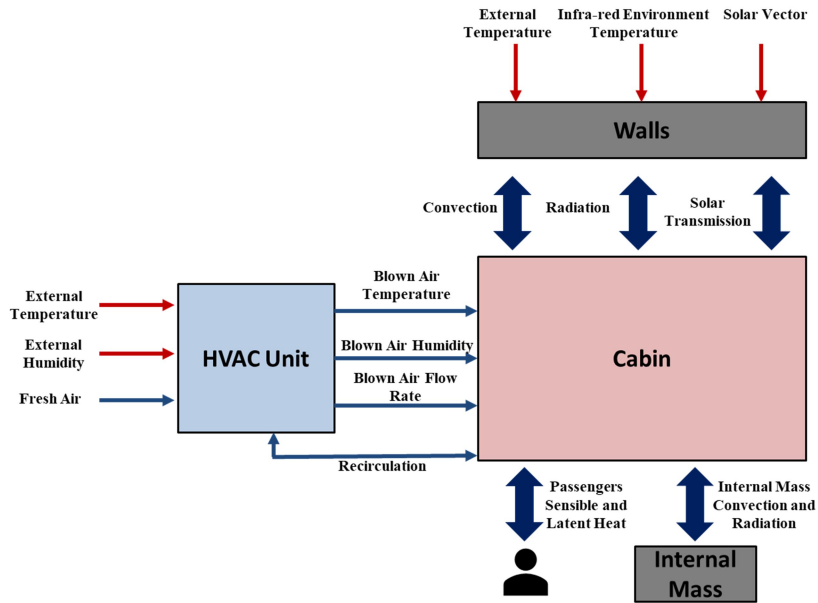 External
Temperature
Infra-red Environment
Temperature
Solar Vector
Walls
Convection
Radiation
Solar
Transmission
External
Temperature
External
Humidity
Fresh Air
HVAC Unit
Blown Air
Temperature
Blown Air Humidity
Blown Air Flow
Rate
Recirculation
Cabin
Passengers
Sensible and
Latent Heat
Internal Mass
Convection and
Radiation
Internal
Mass